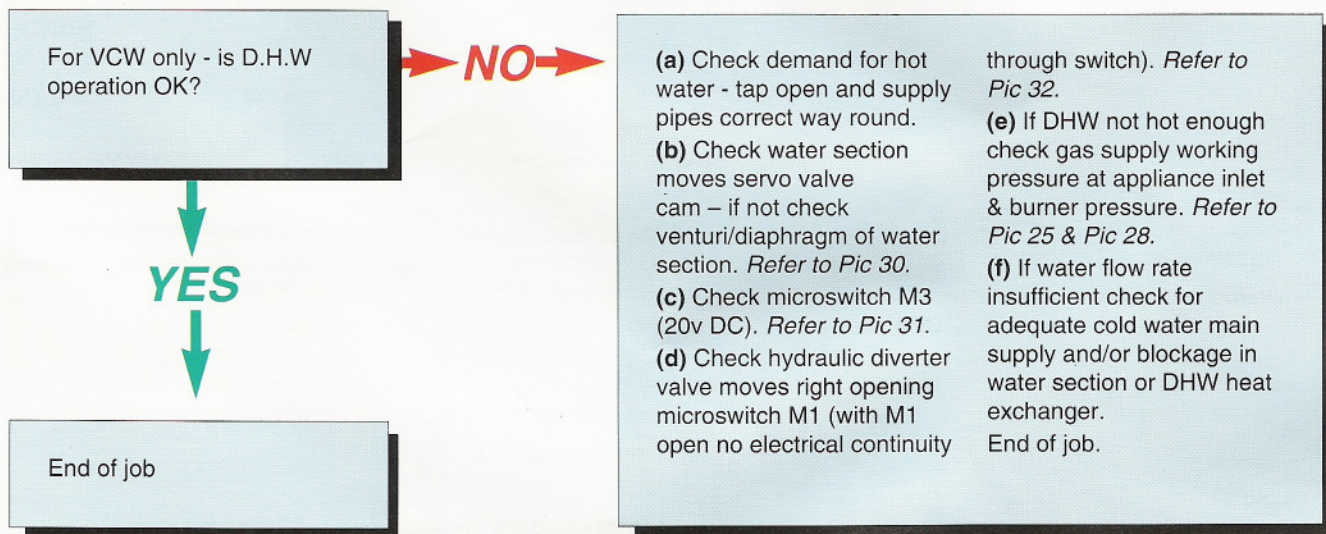 For VCW only - is D.H.W
operation OK?
NO
YES
End of job
(a) Check demand for hot
water - tap open and supply
pipes correct way round.
(b) Check water section
moves servo valve
cam – if not check
venturi/diaphragm of water
section. Refer to Pic 30.
(c) Check microswitch M3
(20v DC). Refer to Pic 31.
(d) Check hydraulic diverter
valve moves right opening
microswitch M1 (with M1
open no electrical continuity
through switch). Refer to
Pic 32.
(e) If DHW not hot enough
check gas supply working
pressure at appliance inlet
& burner pressure. Refer to
Pic 25 & Pic 28.
(f) If water flow rate
insufficient check for
adequate cold water main
supply and/or blockage in
water section or DHW heat
exchanger.
End of job.